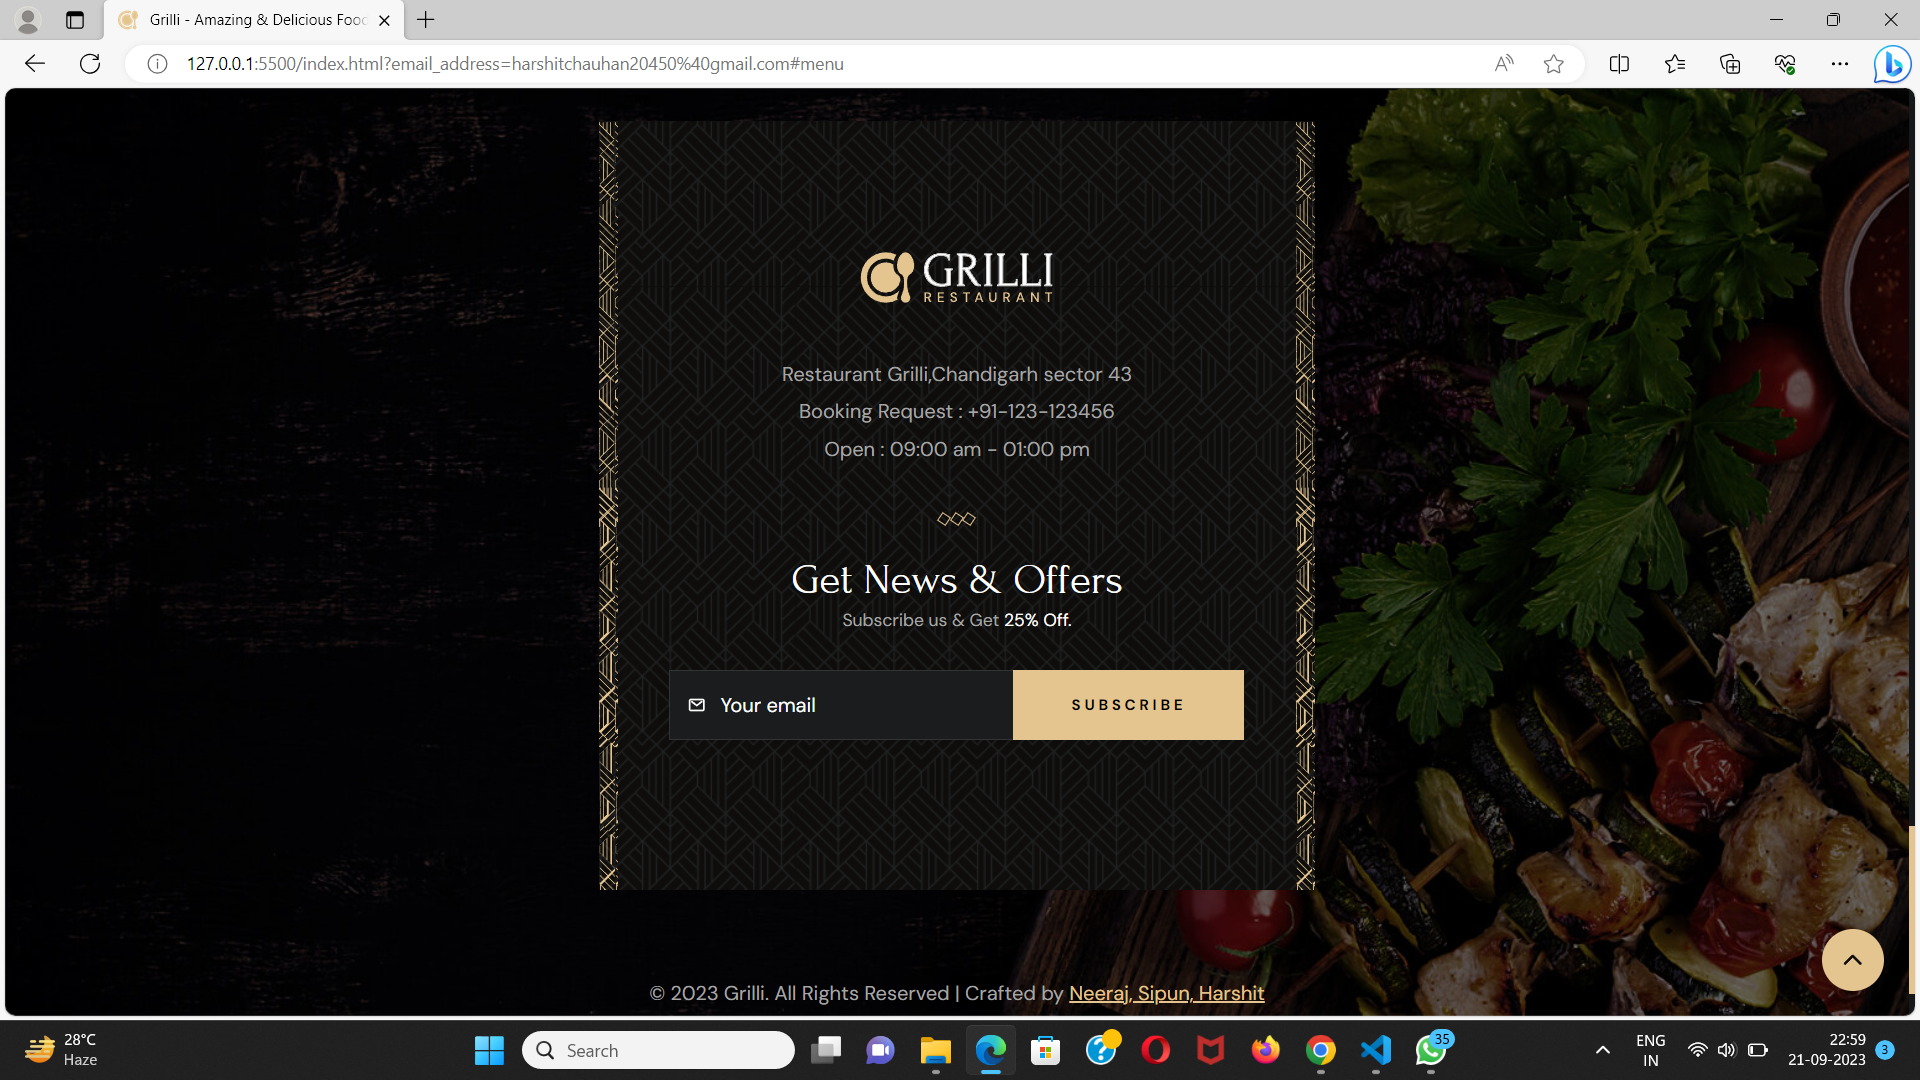 Grilli - Amazing & Delicious Food
127.0.0.1:5500/index.html?email_address=harshitchauhan20450%40gmail.com#menu
GRILLI
RESTAURANT
Restaurant Grilli,Chandigarh sector 43
Booking Request : +91-123-123456
Open : 09:00 am - 01:00 pm
Get News & Offers
Subscribe us & Get 25% Off.
Your email
SUBSCRIBE
© 2023 Grilli. All Rights Reserved | Crafted by Neeraj, Sipun, Harshit
28°C
Haze
Search
35
ENG
IN
22:59
21-09-2023
3